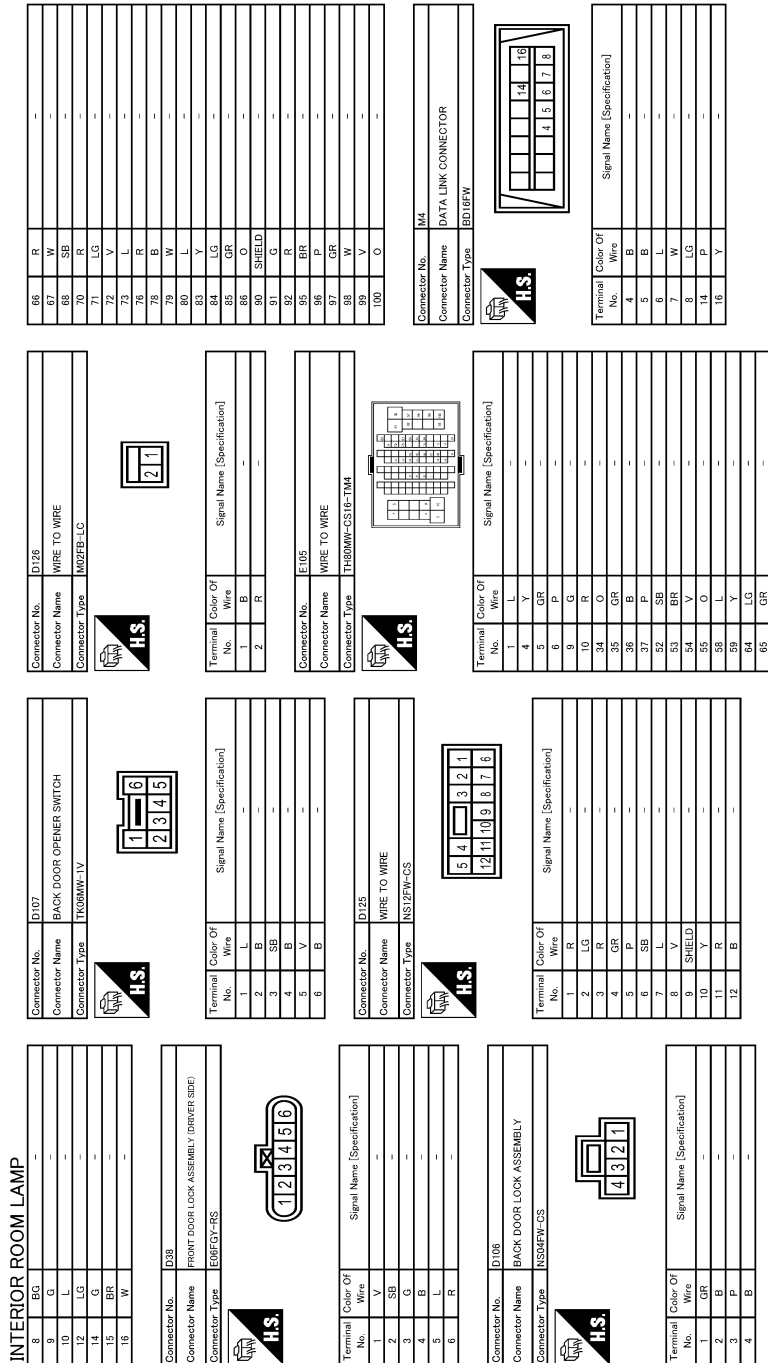 INTERIOR ROOM LAMP
8 BG –
9 G –
10 L –
12 LG –
14 G –
15 BR –
16 W –
Connector No. D38
Connector Name FRONT DOOR LOCK ASSEMBLY (DRIVER SIDE)
Connector Type E06FGY-RS
H.S.
1 2 3 4 5 6
Terminal No. Color Of Wire Signal Name [Specification]
1 V –
2 SB –
3 G –
4 B –
5 L –
6 R –
Connector No. D106
Connector Name BACK DOOR LOCK ASSEMBLY
Connector Type NS04FW-CS
H.S.
4 3 2 1
Terminal No. Color Of Wire Signal Name [Specification]
1 GR –
2 B –
3 P –
4 B –
Connector No. D107
Connector Name BACK DOOR OPENER SWITCH
Connector Type TK06MW-1V
H.S.
1 6
2 3 4 5
Terminal No. Color Of Wire Signal Name [Specification]
1 L –
2 B –
3 SB –
4 B –
5 V –
6 B –
Connector No. D125
Connector Name WIRE TO WIRE
Connector Type NS12FW-CS
H.S.
5 4 3 2 1
12 11 10 9 8 7 6
Terminal No. Color Of Wire Signal Name [Specification]
1 R –
2 LG –
3 R –
4 GR –
5 P –
6 SB –
7 L –
8 V –
9 SHIELD –
10 Y –
11 R –
12 B –
Connector No. D126
Connector Name WIRE TO WIRE
Connector Type M02FB-LC
H.S.
2 1
Terminal No. Color Of Wire Signal Name [Specification]
1 B –
2 R –
Connector No. E105
Connector Name WIRE TO WIRE
Connector Type TH80MW-CS16-TM4
H.S.
Terminal No. Color Of Wire Signal Name [Specification]
1 L –
4 Y –
5 GR –
6 P –
9 G –
10 R –
34 O –
35 GR –
36 B –
37 P –
52 SB –
53 BR –
54 V –
55 O –
58 L –
59 Y –
64 LG –
65 GR –
66 R –
67 W –
68 SB –
70 R –
71 LG –
72 V –
73 L –
76 R –
78 B –
79 W –
80 L –
83 Y –
84 LG –
85 GR –
86 O –
90 SHIELD –
91 G –
92 R –
95 BR –
96 P –
97 GR –
98 W –
99 V –
100 O –
Connector No. M4
Connector Name DATA LINK CONNECTOR
Connector Type BD16FW
H.S.
14 16
4 5 6 7 8
Terminal No. Color Of Wire Signal Name [Specification]
4 B –
5 B –
6 L –
7 W –
8 LG –
14 P –
16 Y –